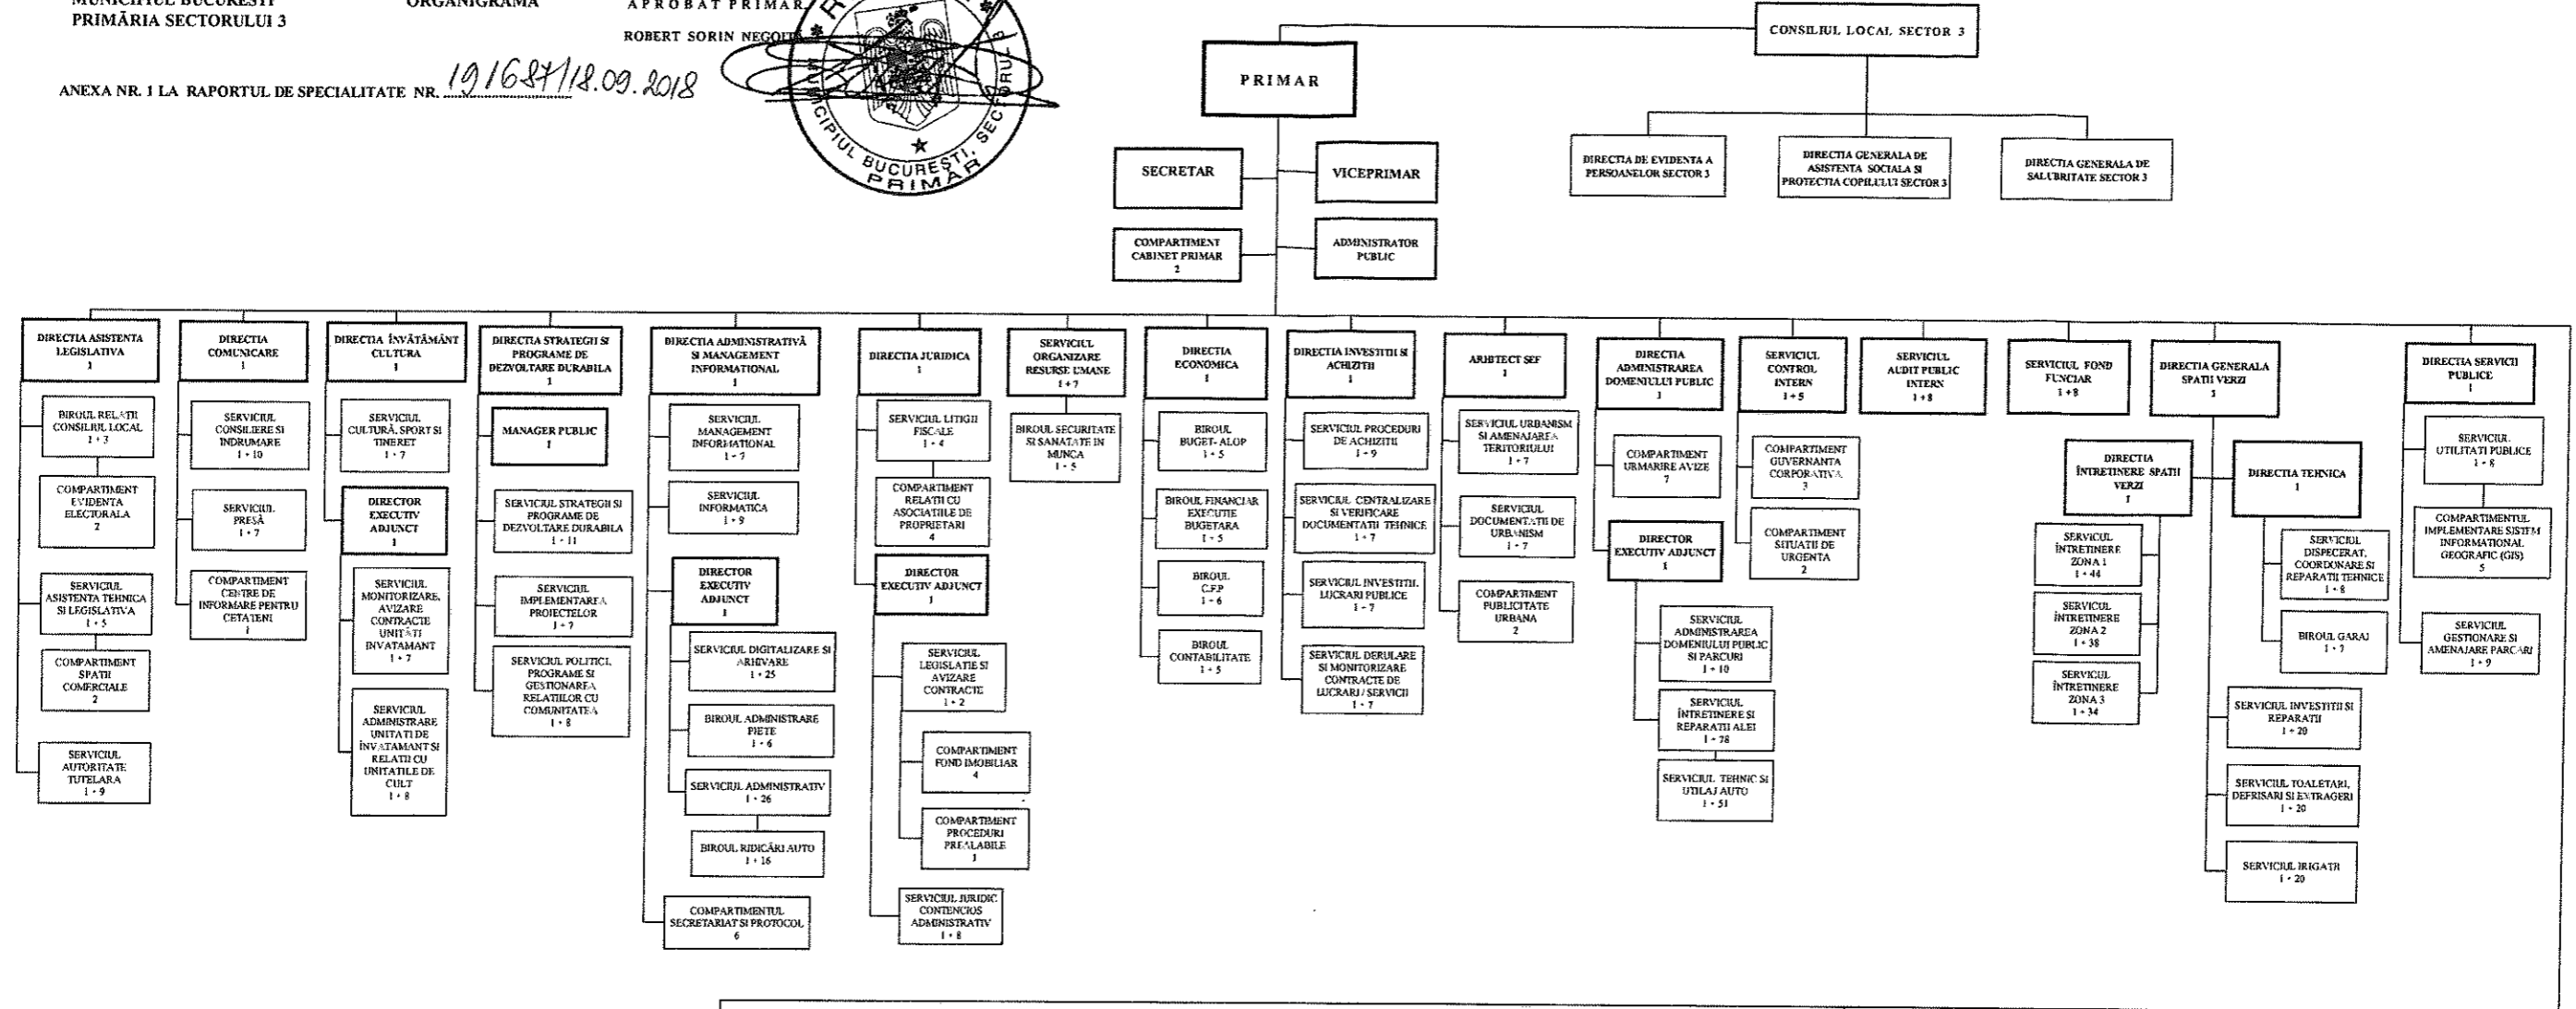 MUNICIPIUL BUCURESTI
PRIMĂRIA SECTORULUI 3
ORGANIGRAMA
APROBAT PRIMAR,
ROBERT SORIN
ANEXA NR. 1 LA RAPORTUL DE SPECIALITATE NR. 191687/18.09.2018
MUNICIPIUL BUCUREȘTI, SECTORUL 3
PRIMAR
CONSILIUL LOCAL SECTOR 3
PRIMAR
DIRECTIA DE EVIDENTA A
PERSOANELOR SECTOR 3
DIRECTIA GENERALA DE
ASISTENTA SOCIALA SI
PROTECTIA COPILULUI SECTOR 3
DIRECTIA GENERALA DE
SALUBRITATE SECTOR 3
SECRETAR
VICEPRIMAR
COMPARTIMENT
CABINET PRIMAR
2
ADMINISTRATOR
PUBLIC
DIRECTIA ASISTENTA
LEGISLATIVA
1
BIROUL RELATII
CONSILIUL LOCAL
1 + 3
COMPARTIMENT
EVIDENTA
ELECTORALA
2
SERVICIUL
ASISTENTA TEHNICA
SI LEGISLATIVA
1 + 5
COMPARTIMENT
SPATII
COMERCIALE
2
SERVICIUL
AUTORITATE
TUTELARA
1 + 9
DIRECTIA
COMUNICARE
1
SERVICIUL
CONSILIERE SI
INDRUMARE
1 + 10
SERVICIUL
PRESĂ
1 + 7
COMPARTIMENT
CENTRE DE
INFORMARE PENTRU
CETATENI
1
DIRECTIA ÎNVĂTĂMÂNT
CULTURA
1
SERVICIUL
CULTURĂ, SPORT SI
TINERET
1 + 7
DIRECTOR
EXECUTIV
ADJUNCT
1
SERVICIUL
MONITORIZARE,
AVIZARE
CONTRACTE
UNITĂTI
INVATAMANT
1 + 7
SERVICIUL
ADMINISTRARE
UNITATI DE
ÎNVATAMANT SI
RELATII CU
UNITATILE DE
CULT
1 + 8
DIRECTIA STRATEGII SI
PROGRAME DE
DEZVOLTARE DURABILA
1
MANAGER PUBLIC
1
SERVICIUL STRATEGII SI
PROGRAME DE
DEZVOLTARE DURABILA
1 + 11
SERVICIUL
IMPLEMENTAREA
PROIECTELOR
1 + 7
SERVICIUL POLITICI,
PROGRAME SI
GESTIONAREA
RELATIILOR CU
COMUNITATEA
1 + 8
DIRECTIA ADMINISTRATIVĂ
SI MANAGEMENT
INFORMATIONAL
1
SERVICIUL
MANAGEMENT
INFORMATIONAL
1 + 7
SERVICIUL
INFORMATICA
1 + 9
DIRECTOR
EXECUTIV
ADJUNCT
1
SERVICIUL DIGITALIZARE SI
ARHIVARE
1 + 25
BIROUL ADMINISTRARE
PIETE
1 + 6
SERVICIUL ADMINISTRATIV
1 + 26
BIROUL RIDICĂRI AUTO
1 + 16
COMPARTIMENTUL
SECRETARIAT SI PROTOCOL
6
DIRECTIA JURIDICA
1
SERVICIUL LITIGII
FISCALE
1 + 4
COMPARTIMENT
RELATII CU
ASOCIATIILE DE
PROPRIETARI
4
DIRECTOR
EXECUTIV ADJUNCT
1
SERVICIUL
LEGISLATIE SI
AVIZARE
CONTRACTE
1 + 2
COMPARTIMENT
FOND IMOBILIAR
4
COMPARTIMENT
PROCEDURI
PREALABILE
1
SERVICIUL JURIDIC
CONTENCIOS
ADMINISTRATIV
1 + 8
SERVICIUL
ORGANIZARE
RESURSE UMANE
1 + 7
BIROUL SECURITATE
SI SANATATE IN
MUNCA
1 + 5
DIRECTIA
ECONOMICA
1
BIROUL
BUGET- ALOP
1 + 5
BIROUL FINANCIAR
EXECUTIE
BUGETARA
1 + 5
BIROUL
C.F.P
1 + 6
BIROUL
CONTABILITATE
1 + 5
DIRECTIA INVESTITII SI
ACHIZITII
1
SERVICIUL PROCEDURI
DE ACHIZITII
1 + 9
SERVICIUL CENTRALIZARE
SI VERIFICARE
DOCUMENTATII TEHNICE
1 + 7
SERVICIUL INVESTITII,
LUCRARI PUBLICE
1 + 7
SERVICIUL DERULARE
SI MONITORIZARE
CONTRACTE DE
LUCRARI / SERVICII
1 + 7
ARHITECT SEF
1
SERVICIUL URBANISM
SI AMENAJAREA
TERITORIULUI
1 + 7
SERVICIUL
DOCUMENTATII DE
URBANISM
1 + 7
COMPARTIMENT
PUBLICITATE
URBANA
2
DIRECTIA
ADMINISTRAREA
DOMENIULUI PUBLIC
1
COMPARTIMENT
URMARIRE AVIZE
7
DIRECTOR
EXECUTIV ADJUNCT
1
SERVICIUL
ADMINISTRAREA
DOMENIULUI PUBLIC
SI PARCURI
1 + 10
SERVICIUL
ÎNTRETINERE SI
REPARATII ALEI
1 + 78
SERVICIUL TEHNIC SI
UTILAJ AUTO
1 + 51
SERVICIUL
CONTROL
INTERN
1 + 5
COMPARTIMENT
GUVERNANTA
CORPORATIVA
3
COMPARTIMENT
SITUATII DE
URGENTA
2
SERVICIUL
AUDIT PUBLIC
INTERN
1 + 8
SERVICIUL FOND
FUNCIAR
1 + 8
DIRECTIA GENERALA
SPATII VERZI
1
DIRECTIA
ÎNTRETINERE SPATII
VERZI
1
SERVICUL
ÎNTRETINERE
ZONA 1
1 + 44
SERVICUL
ÎNTRETINERE
ZONA 2
1 + 38
SERVICUL
ÎNTRETINERE
ZONA 3
1 + 34
DIRECTIA TEHNICA
1
SERVICIUL
DISPECERAT,
COORDONARE SI
REPARATII TEHNICE
1 + 8
BIROUL GARAJ
1 + 7
SERVICIUL INVESTITII SI
REPARATII
1 + 20
SERVICIUL TOALETARI,
DEFRISARI SI EXTRAGERI
1 + 20
SERVICIUL IRIGATII
1 + 20
DIRECTIA SERVICII
PUBLICE
1
SERVICIUL
UTILITATI PUBLICE
1 + 8
COMPARTIMENTUL
IMPLEMENTARE SISTEM
INFORMATIONAL
GEOGRAFIC (GIS)
5
SERVICIUL
GESTIONARE SI
AMENAJARE PARCARI
1 + 9